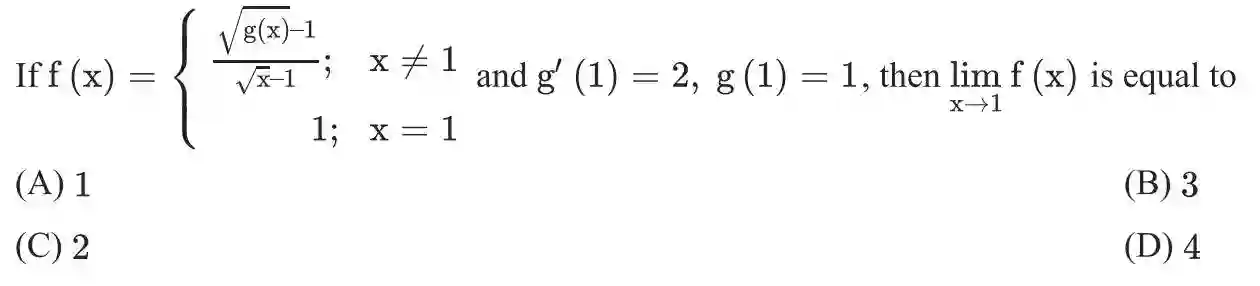 If f (x) = { √g(x)–1 / √x–1 ; x ≠ 1
1; x = 1 and g′ (1) = 2, g (1) = 1, then lim x→1 f (x) is equal to
(A) 1 (B) 3
(C) 2 (D) 4